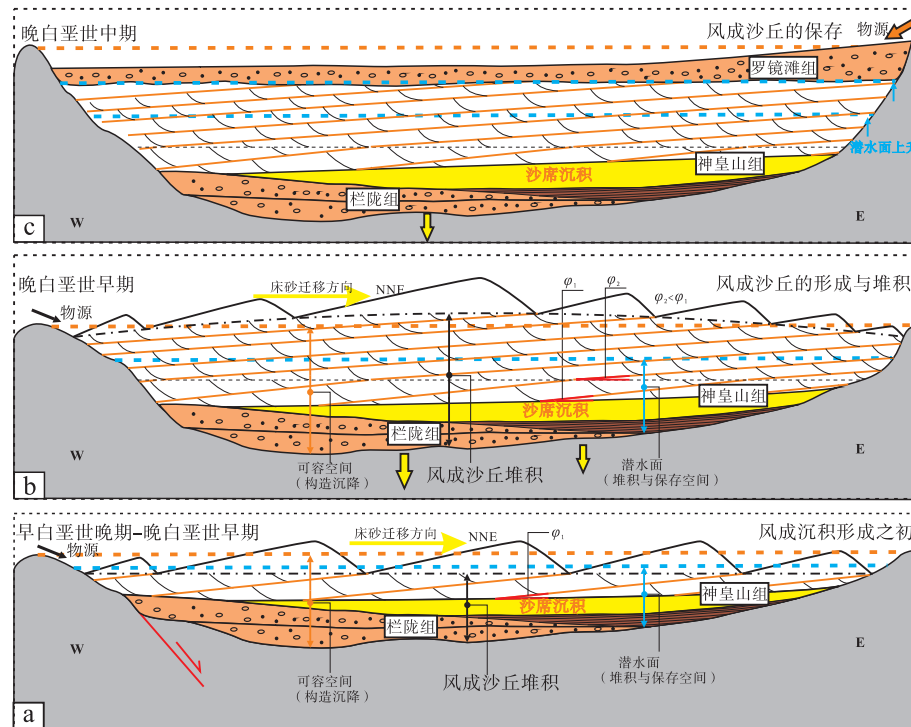 晚白垩世中期
风成沙丘的保存
物源
罗镜滩组
潜水面上升
神皇山组
沙席沉积
栏陇组
W
E
c
晚白垩世早期
床砂迁移方向
NNE
φ₁
φ₂
φ₂<φ₁
风成沙丘的形成与堆积
物源
神皇山组
沙席沉积
栏陇组
W
E
可容空间
(构造沉降)
风成沙丘堆积
潜水面
(堆积与保存空间)
b
早白垩世晚期-晚白垩世早期
床砂迁移方向
NNE
φ₁
风成沉积形成之初
物源
神皇山组
沙席沉积
栏陇组
W
E
可容空间
(构造沉降)
风成沙丘堆积
潜水面
(堆积与保存空间)
a